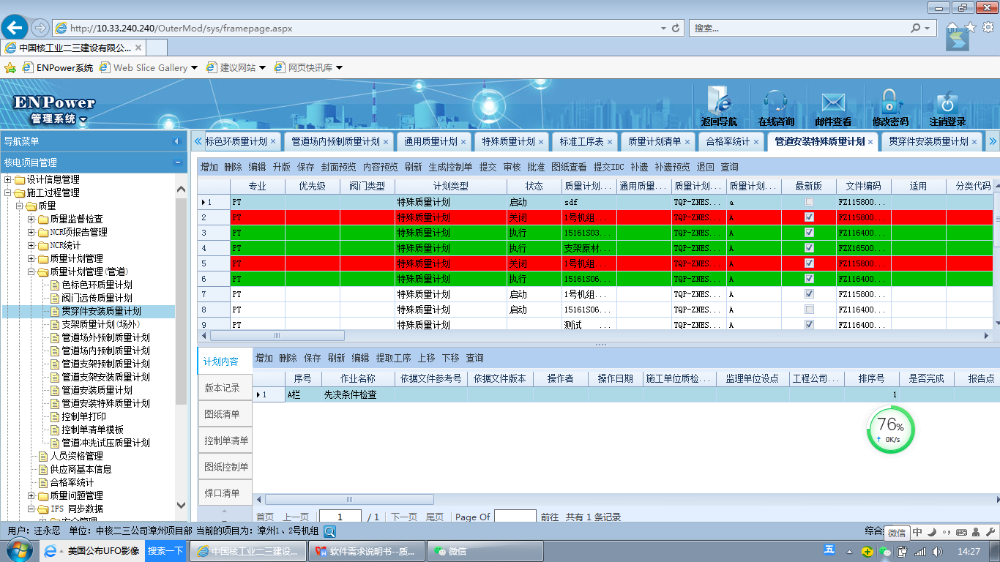 http://10.33.240.240/OuterMod/sys/framepage.aspx
搜索...
中国核工业二三建设有限公...
ENPower系统 Web Slice Gallery 建议网站 网页快讯库
ENPower
管理系统
返回导航 在线咨询 邮件查看 修改密码 注销登录
导航菜单
标色环质量计划 管道场内预制质量计划 通用质量计划 特殊质量计划 标准工序表 质量计划清单 合格率统计 管道安装特殊质量计划 贯穿件安装质量计划
核电项目管理
设计信息管理
施工过程管理
质量
质量监督检查
NCR项报告管理
NCR统计
质量计划管理
质量计划管理(管道)
色标色环质量计划
阀门远传质量计划
贯穿件安装质量计划
支架质量计划(场外)
管道场外预制质量计划
管道场内预制质量计划
管道支架预制质量计划
管道支架安装质量计划
管道安装质量计划
管道安装特殊质量计划
控制单打印
控制单清单模板
管道冲洗试压质量计划
人员资格管理
供应商基本信息
合格率统计
质量问题管理
IFS 同步数据
安全管理
增加 删除 编辑 升版 保存 封面预览 内容预览 刷新 生成控制单 提交 审核 批准 图纸查看 提交IDC 补遗 补遗预览 退回 查询
专业 优先级 阀门类型 计划类型 状态 质量计划... 通用质量... 质量计划... 质量计划... 最新版 文件编码 适用 分类代码
1 PT 特殊质量计划 启动 sdf TQP-ZNES... a FZ115800...
2 PT 特殊质量计划 关闭 1号机组... TQP-ZNES... A FZ115800...
3 PT 特殊质量计划 执行 15161S03... TQP-ZNES... A FZ116400...
4 PT 特殊质量计划 执行 支架原材... TQP-ZNES... A FZX16500...
5 PT 特殊质量计划 关闭 1号机组... TQP-ZNES... A FZ115800...
6 PT 特殊质量计划 执行 15161S06... TQP-ZNES... A FZ116400...
7 PT 特殊质量计划 启动 1号机组... TQP-ZNES... A FZ115800...
8 PT 特殊质量计划 启动 15161S06... TQP-ZNES... A FZ116400...
9 PT 特殊质量计划 测试 ... TQP-ZNES... A FZ116400...
计划内容
版本记录
图纸清单
控制单清单
图纸控制单
焊口清单
增加 删除 保存 刷新 编辑 提取工序 上移 下移 查询
序号 作业名称 依据文件参考号 依据文件版本 操作者 操作日期 施工单位质检... 监理单位设点 工程公司... 排序号 是否完成 报告点
1 A栏 先决条件检查 1
76%
0K/s
首页 上一页 1 / 1 下一页 尾页 Page Of 前往 共有 1 条记录
用户: 汪永忍 单位: 中核二三公司漳州项目部 当前的项目为: 漳州1、2号机组
综合
微信
中
美国公布UFO影像 搜索一下 中国核工业二三建设... 软件需求说明书--质... 微信
五
14:27